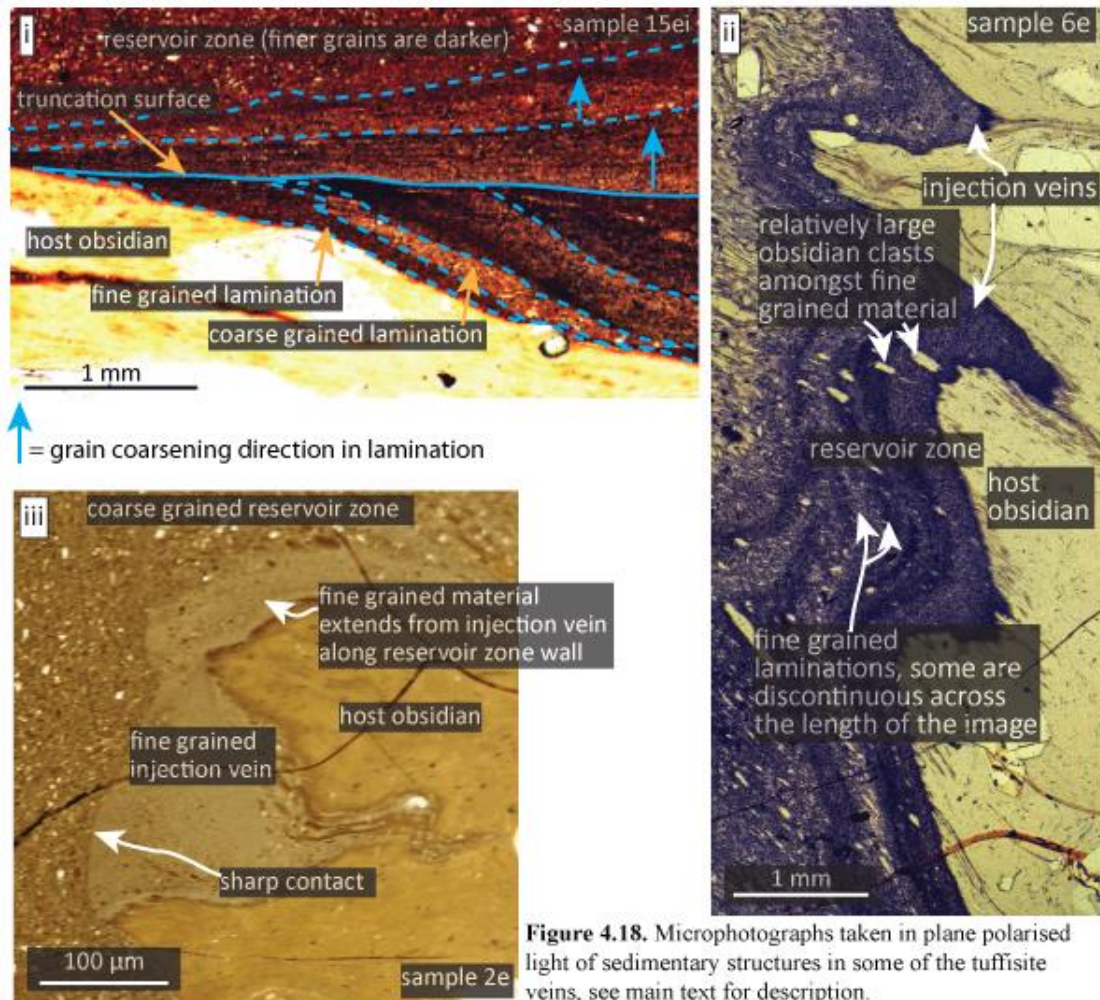 i
reservoir zone (finer grains are darker)
sample 15ei
truncation surface
host obsidian
fine grained lamination
coarse grained lamination
1 mm
= grain coarsening direction in lamination
ii
sample 6e
injection veins
relatively large
obsidian clasts
amongst fine
grained material
reservoir zone
host
obsidian
fine grained
laminations, some are
discontinuous across
the length of the image
1 mm
iii
coarse grained reservoir zone
fine grained material
extends from injection vein
along reservoir zone wall
host obsidian
fine grained
injection vein
sharp contact
100 µm
sample 2e
Figure 4.18. Microphotographs taken in plane polarised
light of sedimentary structures in some of the tuffisite
veins, see main text for description.